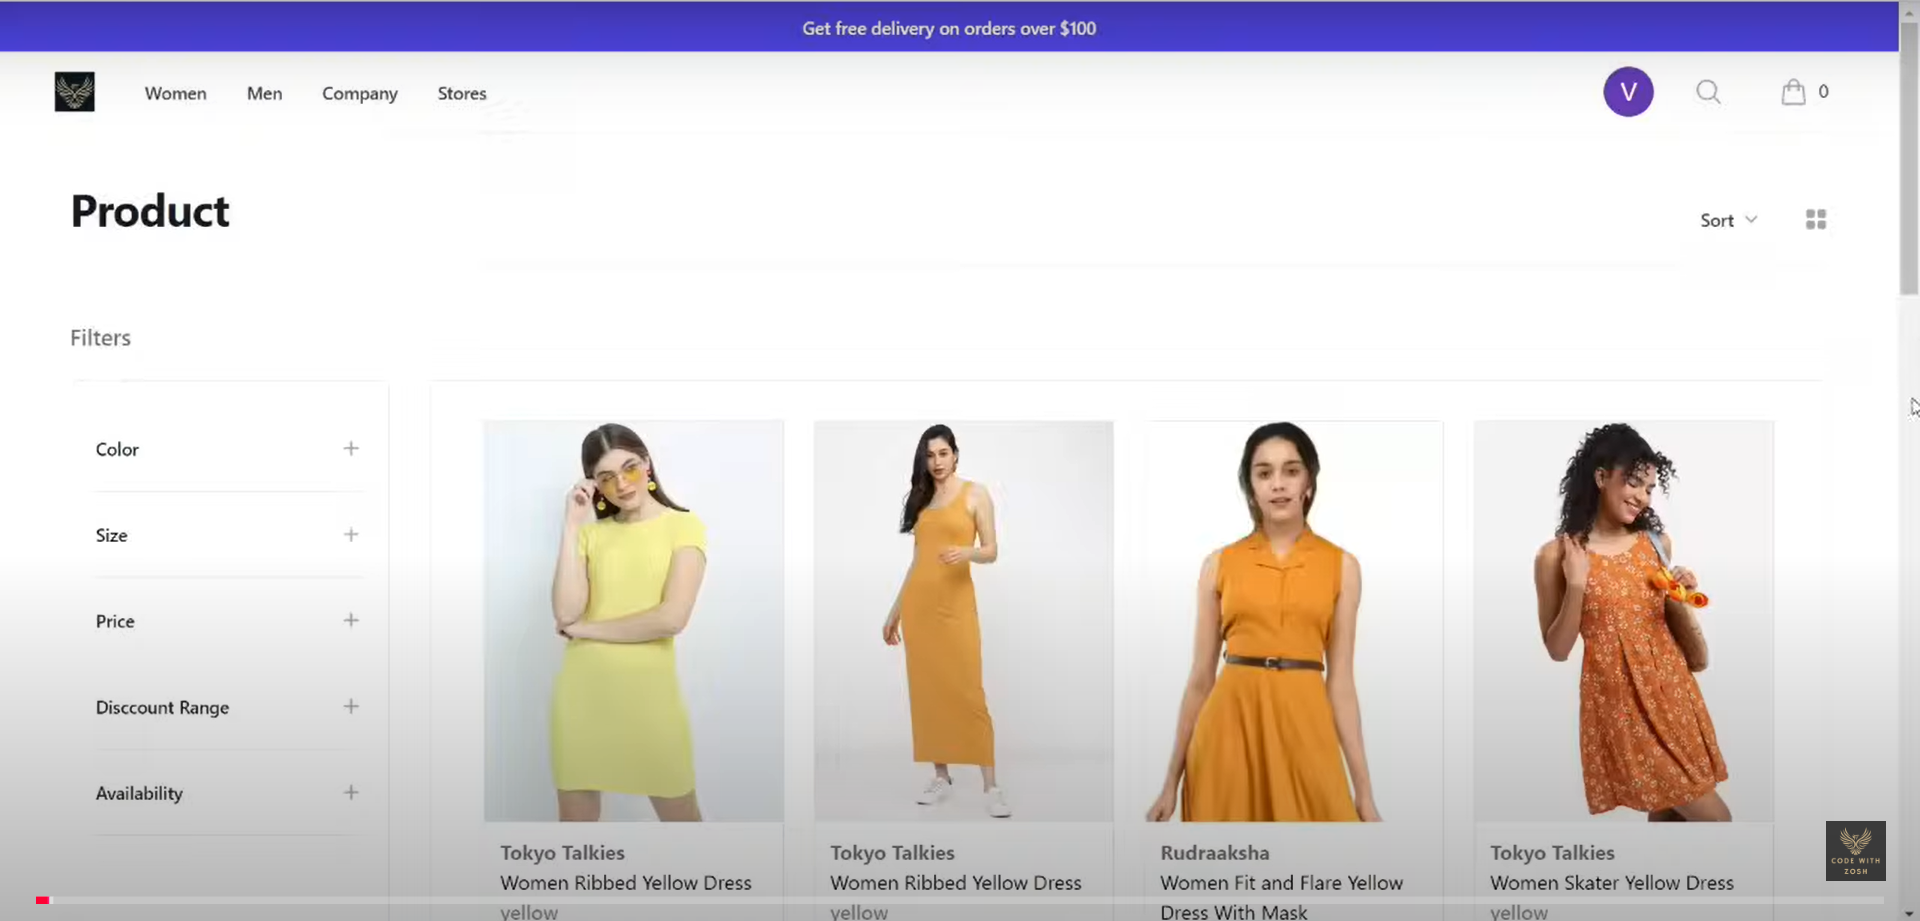 Get free delivery on orders over $100
Women Men Company Stores V 0
Product
Sort
Filters
Color
Size
Price
Disccount Range
Availability
Tokyo Talkies
Women Ribbed Yellow Dress
yellow
Tokyo Talkies
Women Ribbed Yellow Dress
yellow
Rudraaksha
Women Fit and Flare Yellow
Dress With Mask
Tokyo Talkies
Women Skater Yellow Dress
yellow
CODE WITH
ZOSH